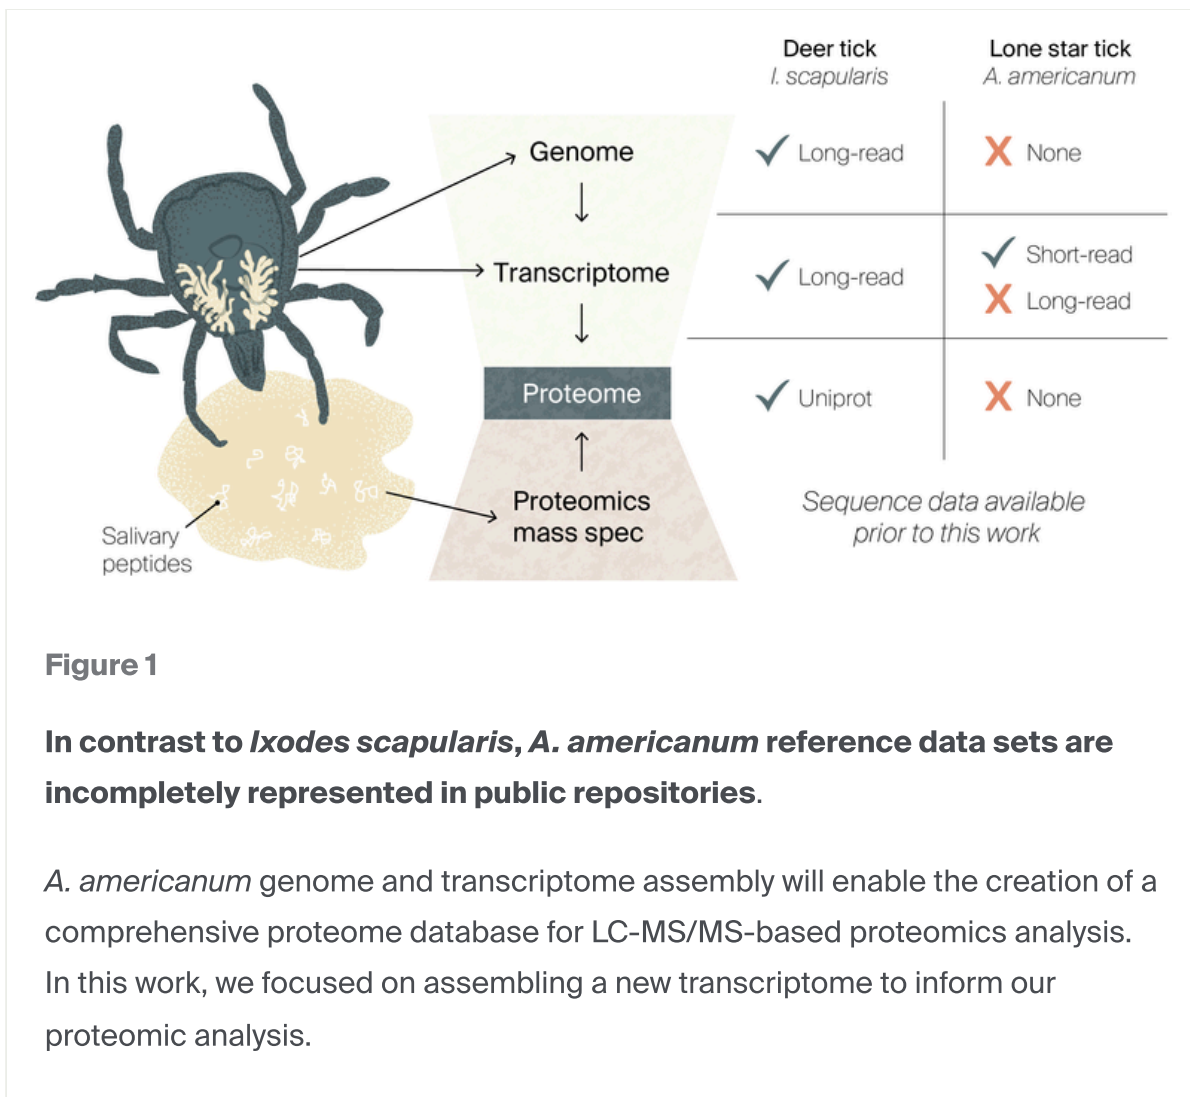 Deer tick
I. scapularis
Lone star tick
A. americanum
Genome
Long-read
None
Transcriptome
Long-read
Short-read
Long-read
Proteome
Uniprot
None
Proteomics
mass spec
Salivary
peptides
Sequence data available
prior to this work
Figure 1
In contrast to Ixodes scapularis, A. americanum reference data sets are
incompletely represented in public repositories.
A. americanum genome and transcriptome assembly will enable the creation of a
comprehensive proteome database for LC-MS/MS-based proteomics analysis.
In this work, we focused on assembling a new transcriptome to inform our
proteomic analysis.